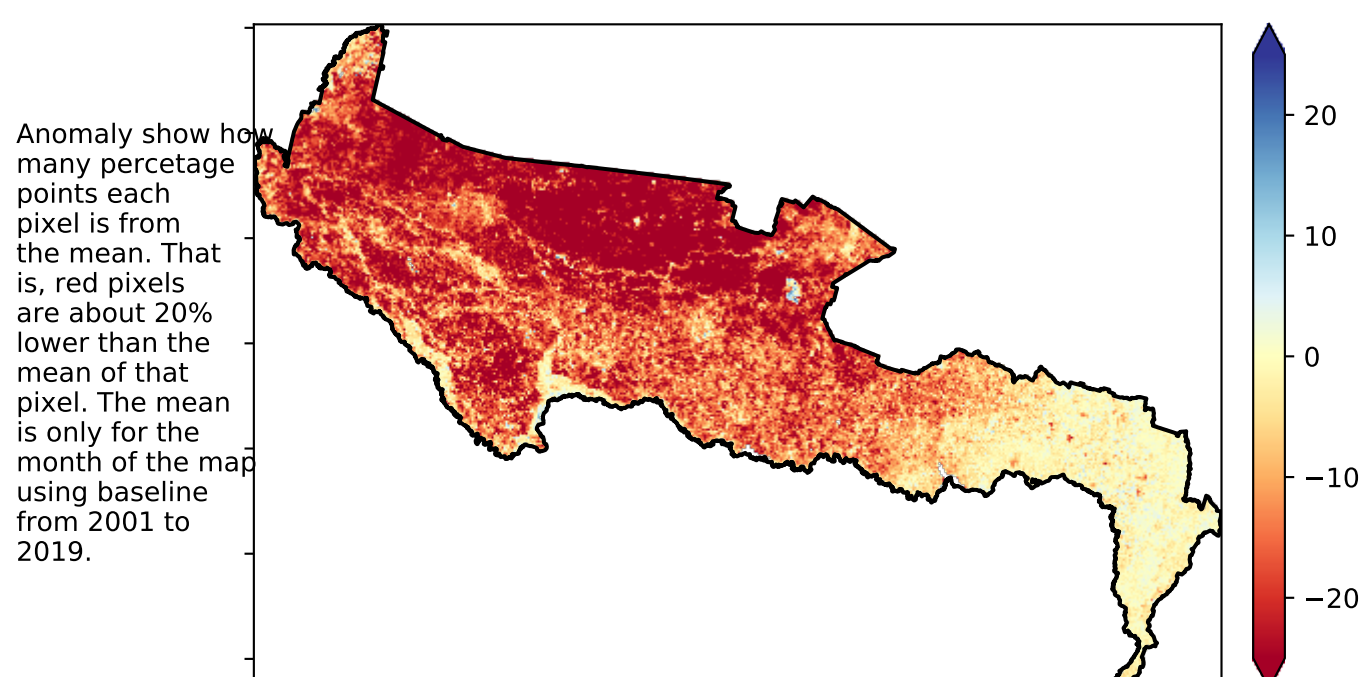 Anomaly show how
many percetage
points each
pixel is from
the mean. That
is, red pixels
are about 20%
lower than the
mean of that
pixel. The mean
is only for the
month of the map
using baseline
from 2001 to
2019.
20
10
0
−10
−20